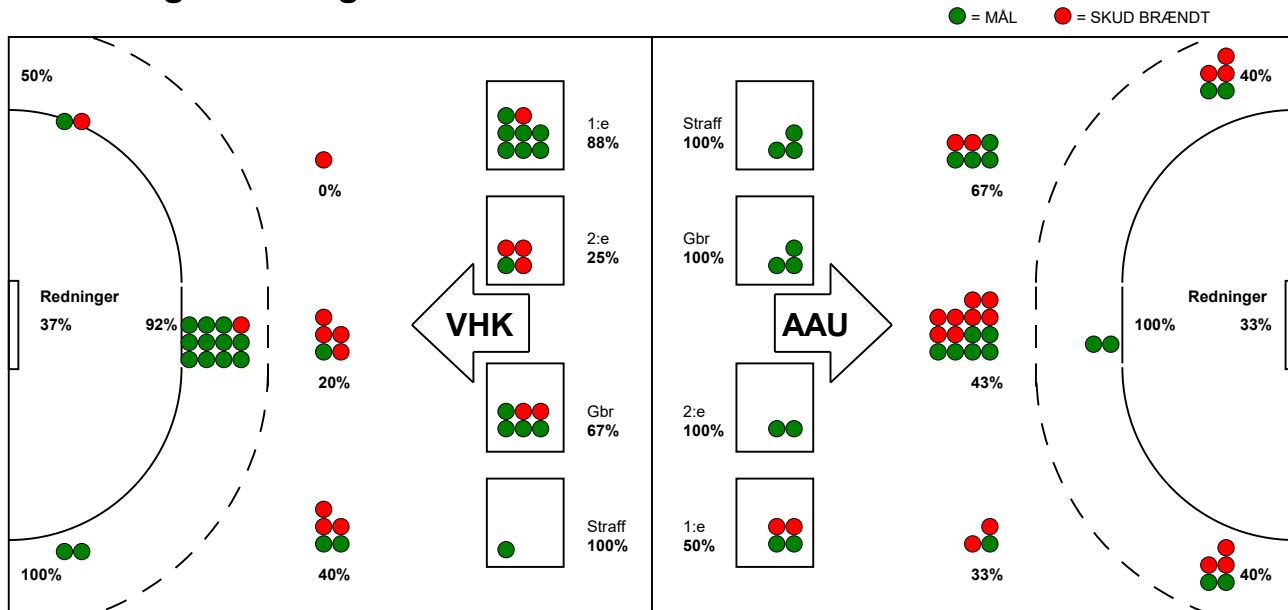 = MÅL
= SKUD BRÆNDT
50%
0%
1:e
88%
Straff
100%
67%
40%
2:e
25%
Gbr
100%
Redninger
37%
92%
20%
VHK
AAU
43%
100%
Redninger
33%
Gbr
67%
2:e
100%
100%
40%
Straff
100%
1:e
50%
33%
40%